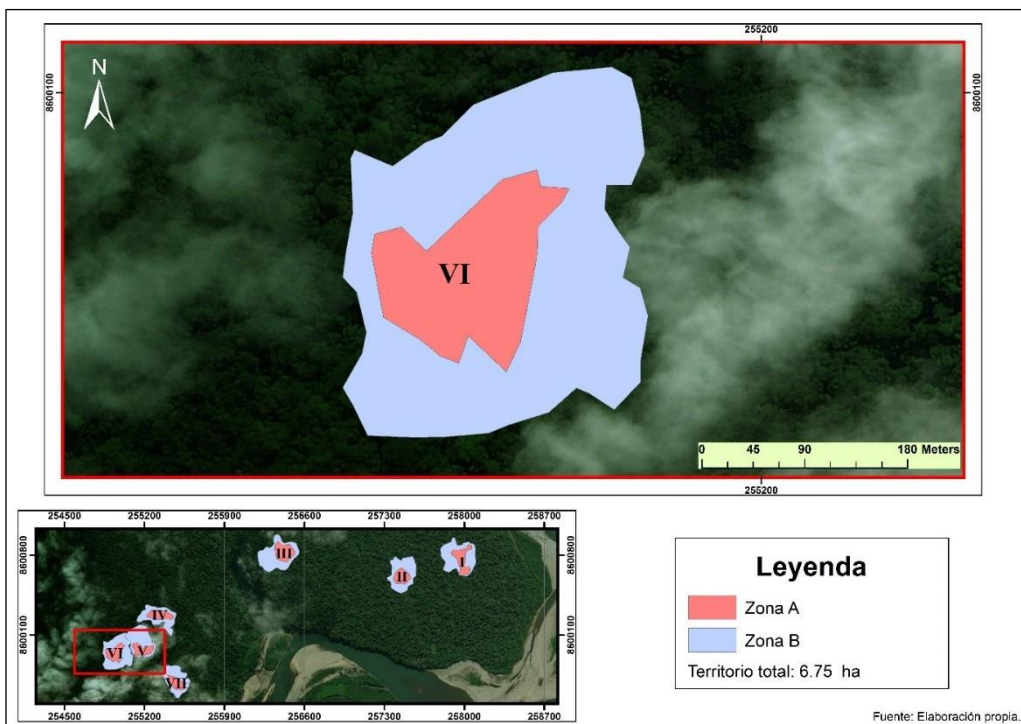 255200
8600100
8600100
N
VI
0 45 90 180 Meters
255200
254500 255200 255900 256600 257300 258000 258700
8600800
8600800
III
II
I
IV
VI
V
VII
8600100
8600100
254500 255200 255900 256600 257300 258000 258700
Leyenda
Zona A
Zona B
Territorio total: 6.75 ha
Fuente: Elaboración propia.